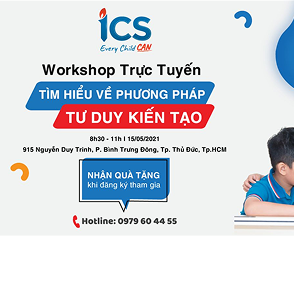 iCS
Every Child CAN
Workshop Trực Tuyến
TÌM HIỂU VỀ PHƯƠNG PHÁP
TƯ DUY KIẾN TẠO
8h30 - 11h I 15/05/2021
915 Nguyễn Duy Trinh, P. Bình Trưng Đông, Tp. Thủ Đức, Tp.HCM
NHẬN QUÀ TẶNG
khi đăng ký tham gia
Hotline: 0979 60 44 55